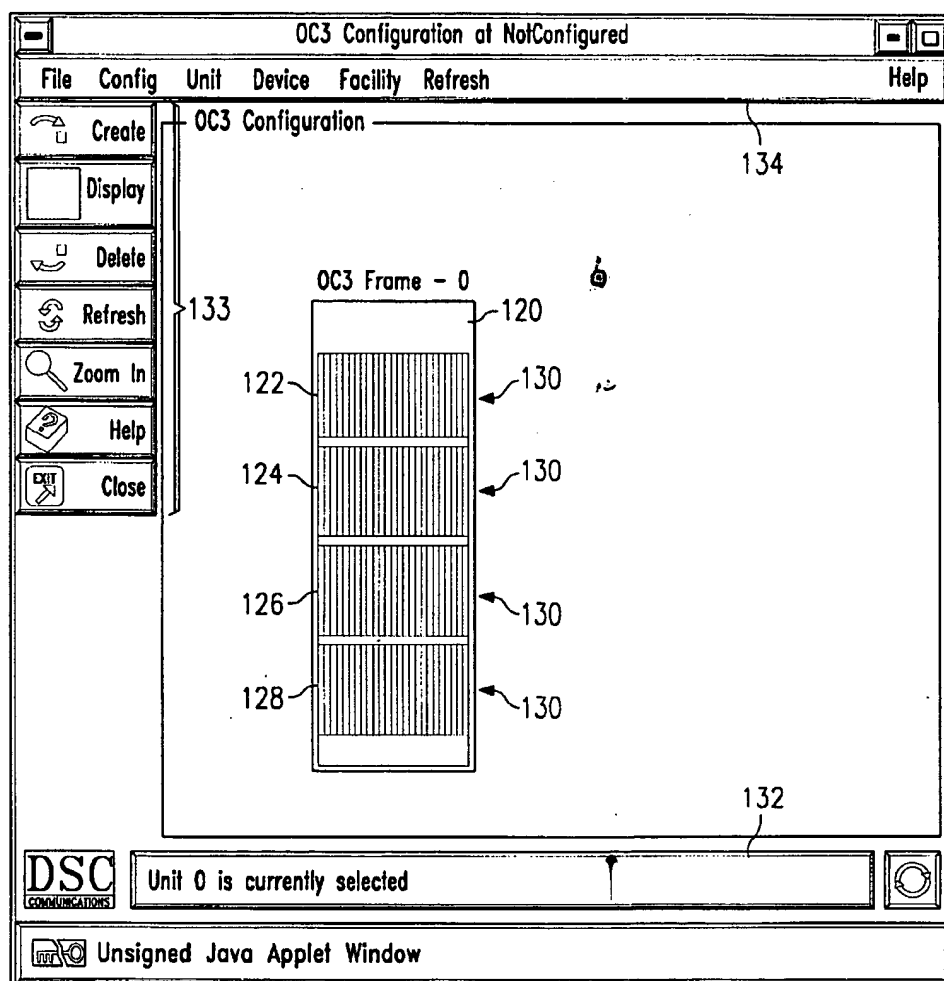 OC3 Configuration at NotConfigured
File Config Unit Device Facility Refresh Help
Create
OC3 Configuration
134
Display
Delete
OC3 Frame - 0
Refresh
133
120
Zoom In
122
130
?
Help
124
130
EXIT
Close
126
130
128
130
132
DSC
COMMUNICATIONS
Unit 0 is currently selected
Unsigned Java Applet Window